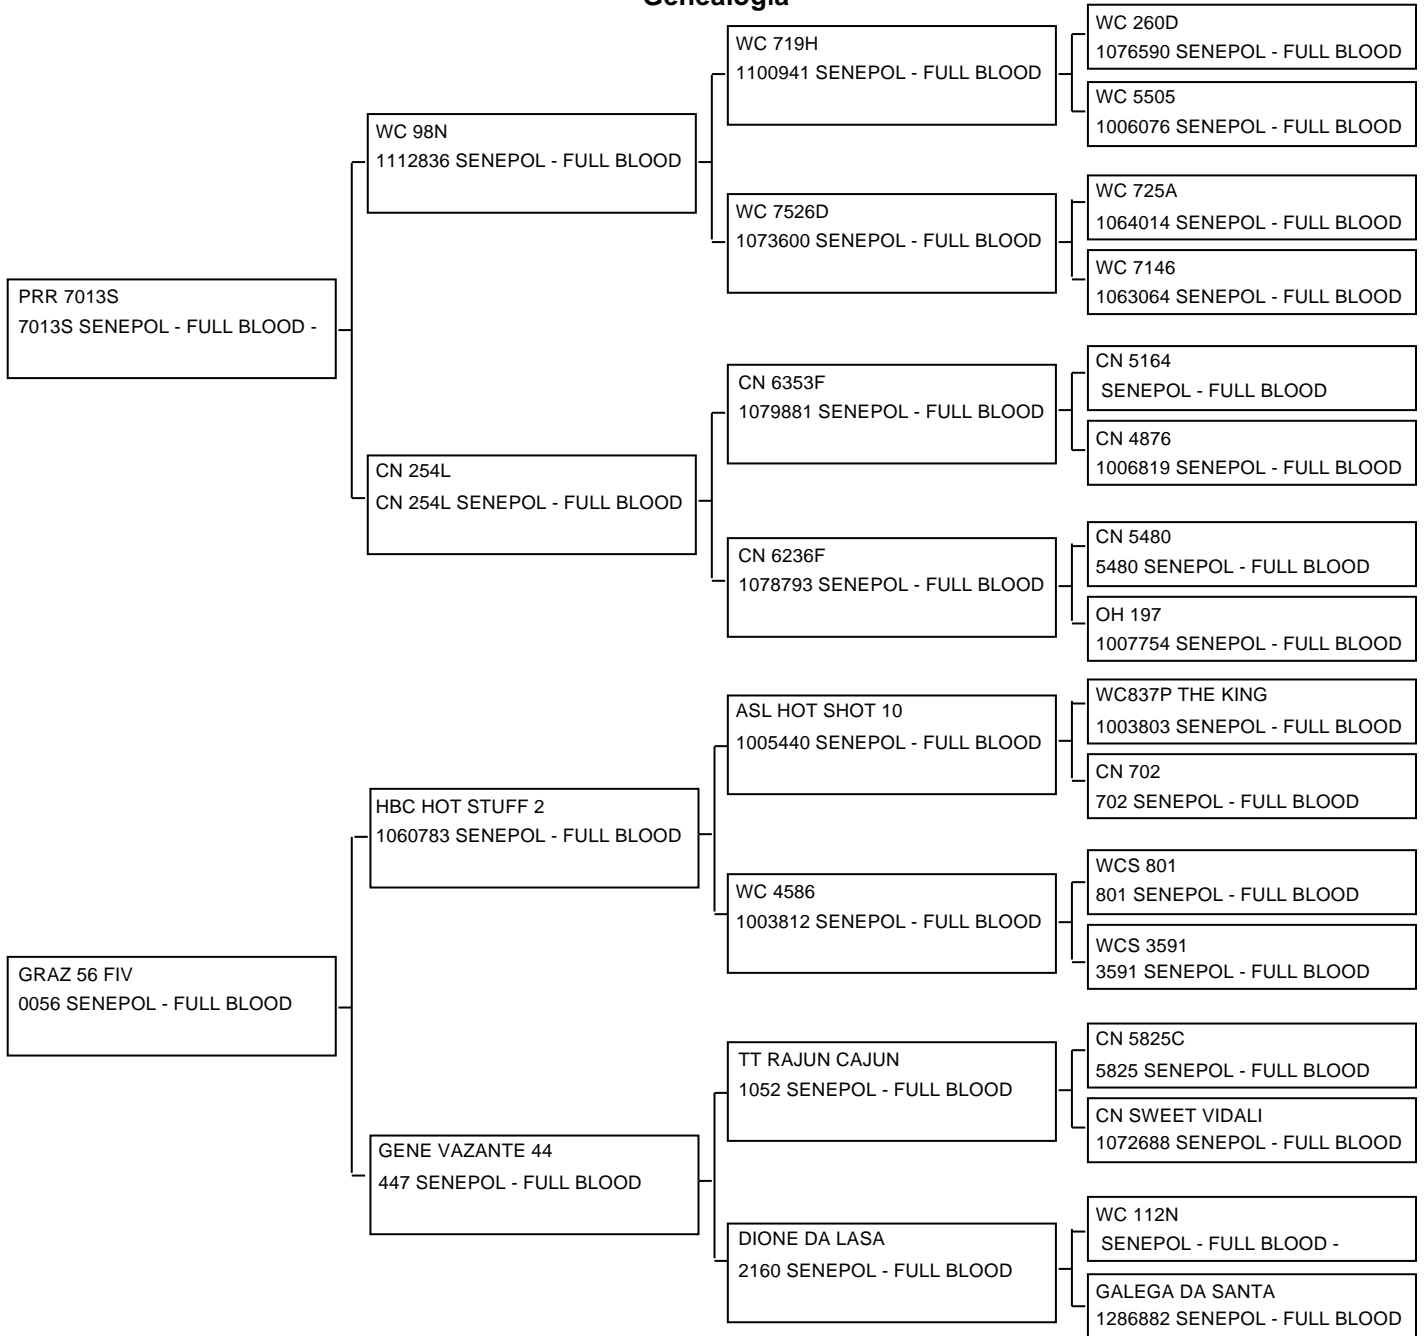 Genealogia
PRR 7013S
7013S SENEPOL - FULL BLOOD -
WC 98N
1112836 SENEPOL - FULL BLOOD
WC 719H
1100941 SENEPOL - FULL BLOOD
WC 260D
1076590 SENEPOL - FULL BLOOD
WC 5505
1006076 SENEPOL - FULL BLOOD
WC 7526D
1073600 SENEPOL - FULL BLOOD
WC 725A
1064014 SENEPOL - FULL BLOOD
WC 7146
1063064 SENEPOL - FULL BLOOD
CN 254L
CN 254L SENEPOL - FULL BLOOD
CN 6353F
1079881 SENEPOL - FULL BLOOD
CN 5164
SENEPOL - FULL BLOOD
CN 4876
1006819 SENEPOL - FULL BLOOD
CN 6236F
1078793 SENEPOL - FULL BLOOD
CN 5480
5480 SENEPOL - FULL BLOOD
OH 197
1007754 SENEPOL - FULL BLOOD
GRAZ 56 FIV
0056 SENEPOL - FULL BLOOD
HBC HOT STUFF 2
1060783 SENEPOL - FULL BLOOD
ASL HOT SHOT 10
1005440 SENEPOL - FULL BLOOD
WC837P THE KING
1003803 SENEPOL - FULL BLOOD
CN 702
702 SENEPOL - FULL BLOOD
WC 4586
1003812 SENEPOL - FULL BLOOD
WCS 801
801 SENEPOL - FULL BLOOD
WCS 3591
3591 SENEPOL - FULL BLOOD
GENE VAZANTE 44
447 SENEPOL - FULL BLOOD
TT RAJUN CAJUN
1052 SENEPOL - FULL BLOOD
CN 5825C
5825 SENEPOL - FULL BLOOD
CN SWEET VIDALI
1072688 SENEPOL - FULL BLOOD
DIONE DA LASA
2160 SENEPOL - FULL BLOOD
WC 112N
SENEPOL - FULL BLOOD -
GALEGA DA SANTA
1286882 SENEPOL - FULL BLOOD